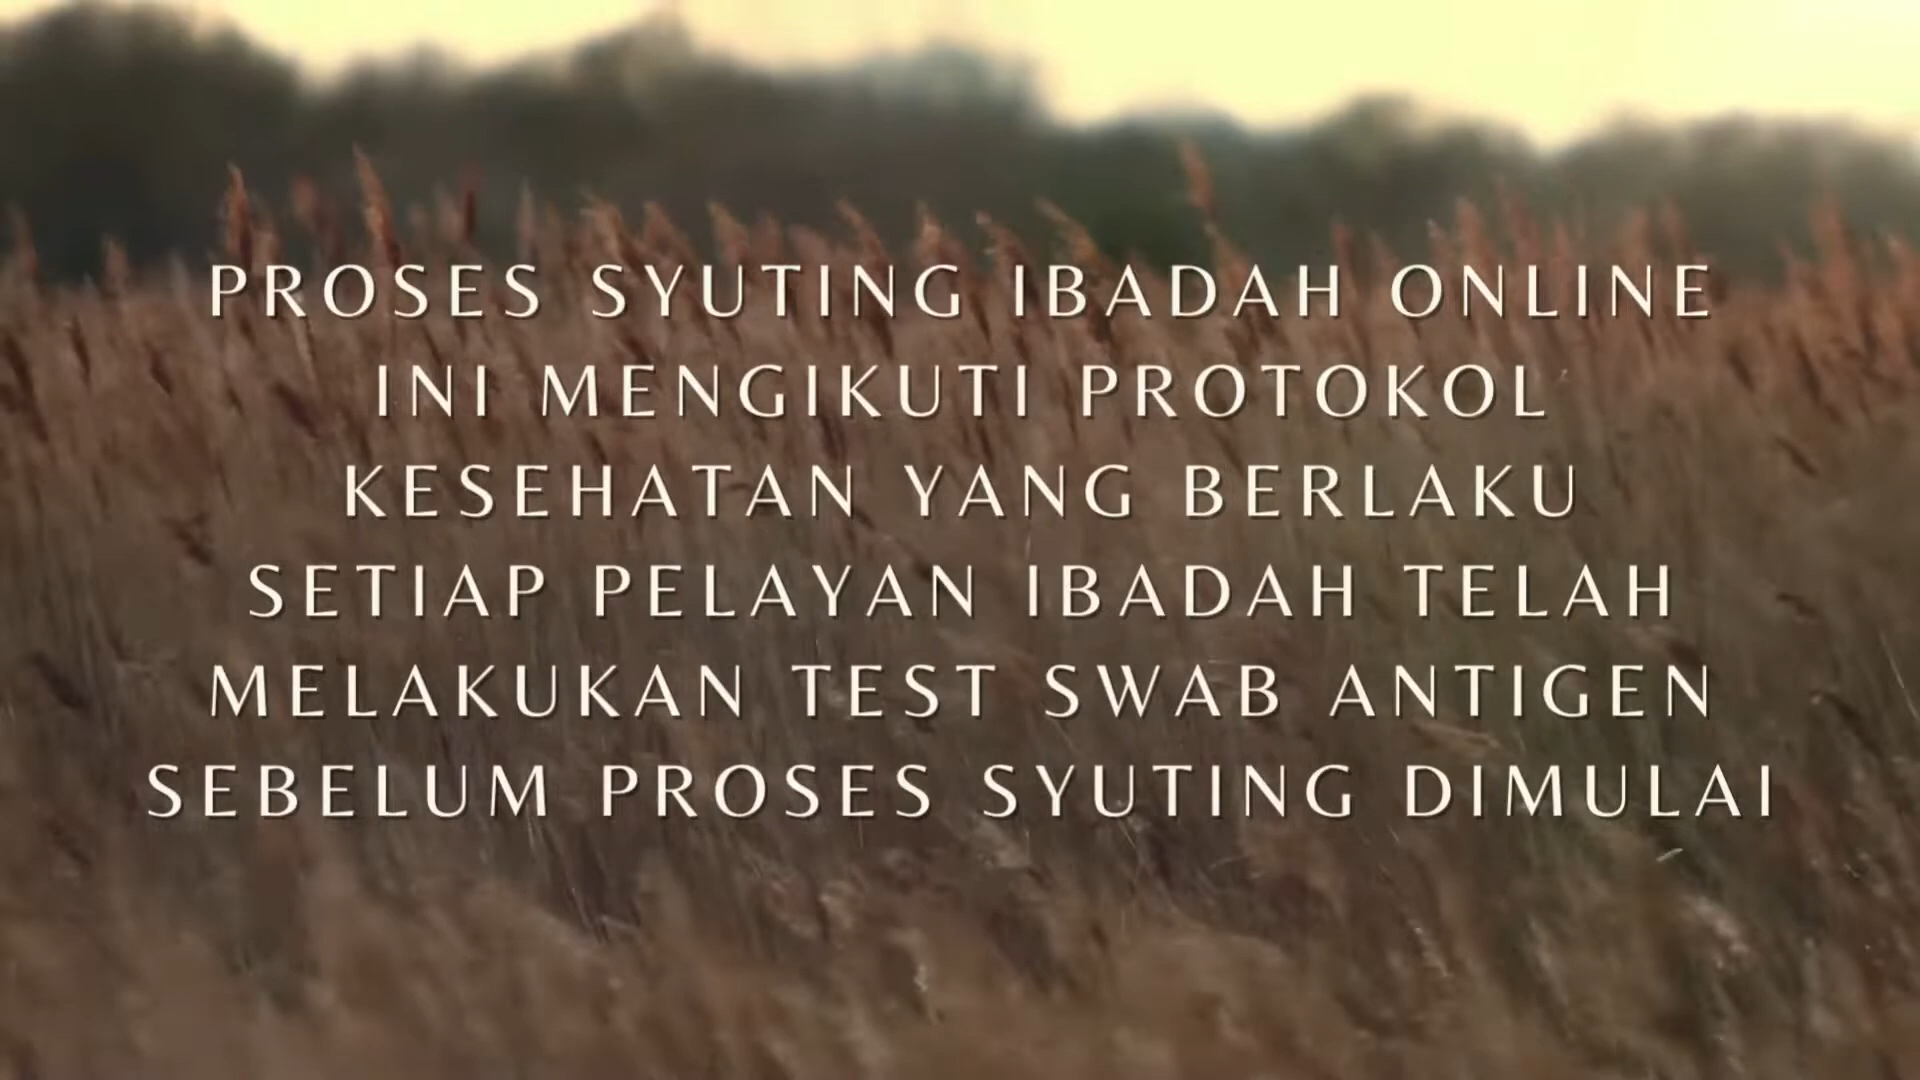 PROSES SYUTING IBADAH ONLINE
INI MENGIKUTI PROTOKOL
KESEHATAN YANG BERLAKU
SETIAP PELAYAN IBADAH TELAH
MELAKUKAN TEST SWAB ANTIGEN
SEBELUM PROSES SYUTING DIMULAI